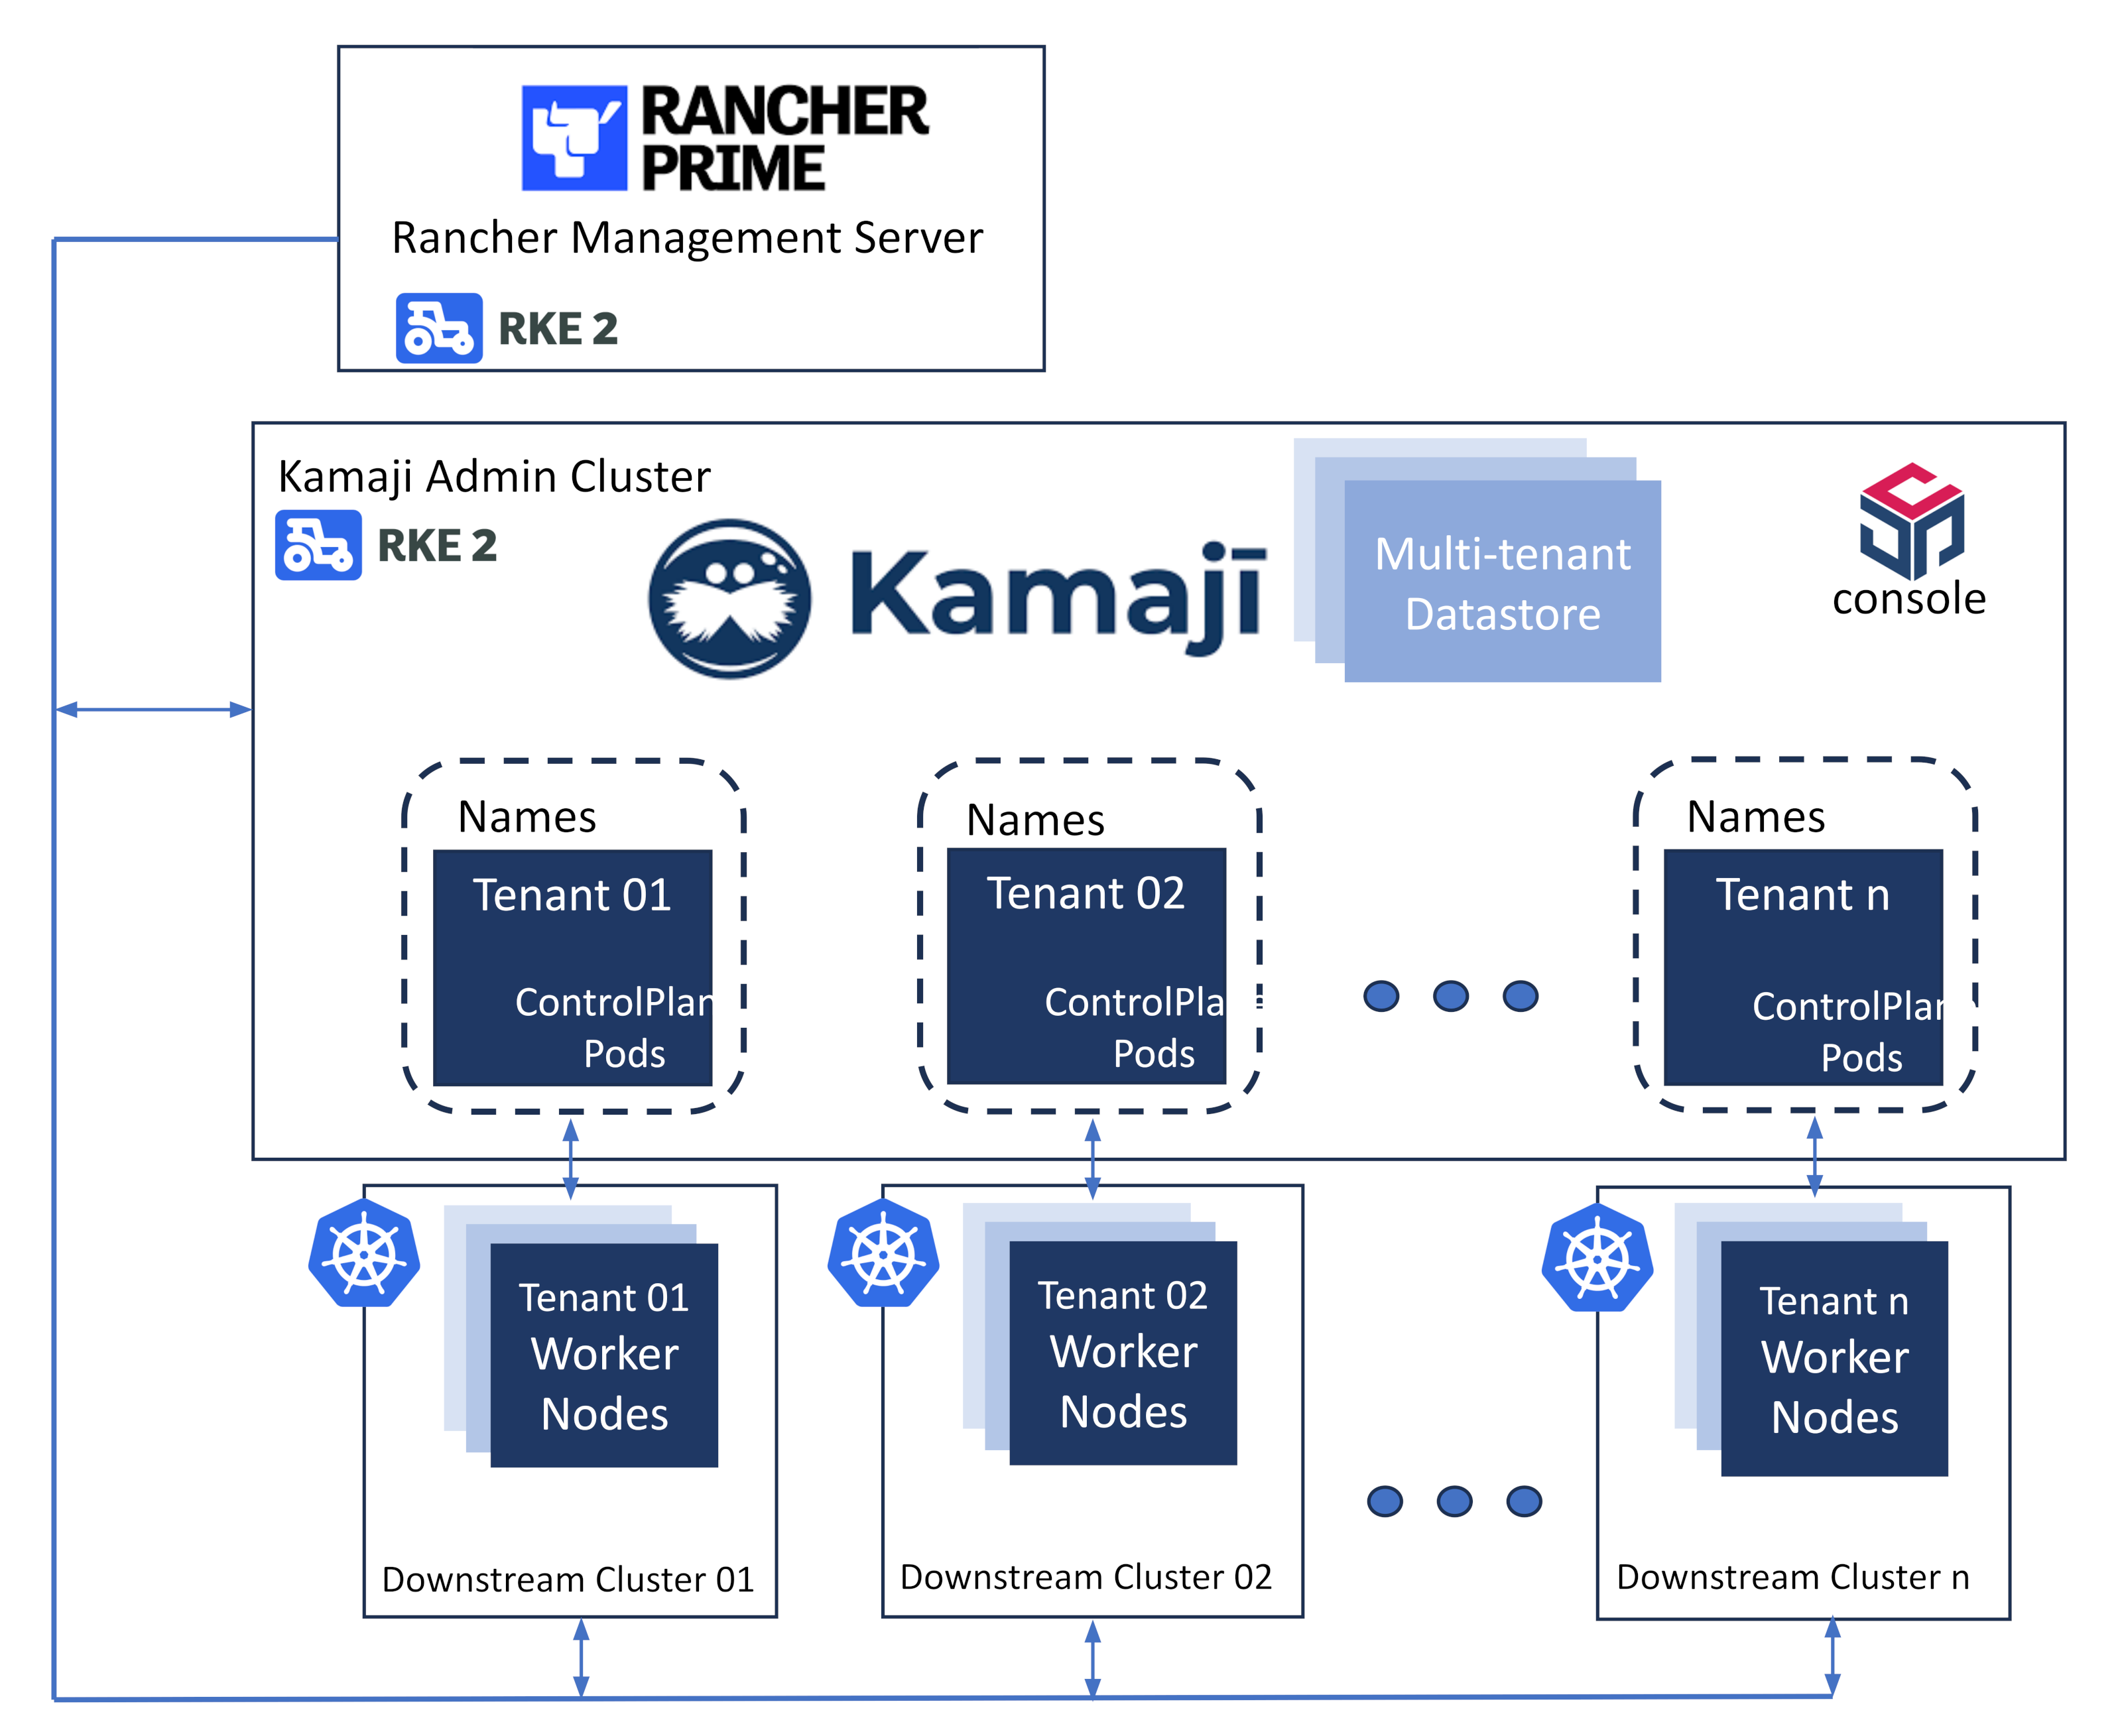 RANCHER
PRIME
Rancher Management Server
RKE 2
Kamaji Admin Cluster
RKE 2
Kamajī
Multi-tenant
Datastore
console
Names
Tenant 01
ControlPlan
Pods
Names
Tenant 02
ControlPlane
Pods
Names
Tenant n
ControlPlan
Pods
Tenant 01
Worker
Nodes
Downstream Cluster 01
Tenant 02
Worker
Nodes
Downstream Cluster 02
Tenant n
Worker
Nodes
Downstream Cluster n